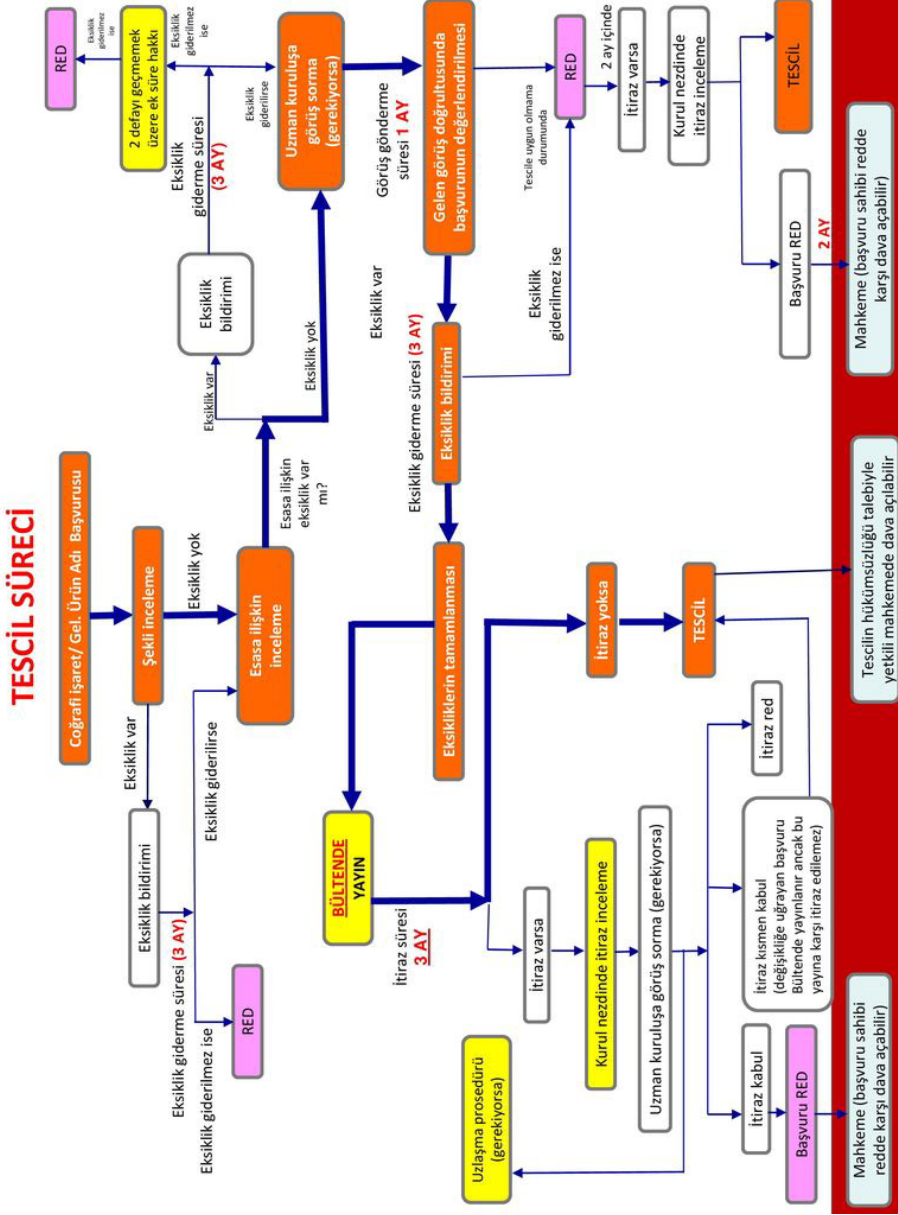 TESCİL SÜRECİ
Coğrafi işaret/ Gel. Ürün Adı Başvurusu
Şekli inceleme
Eksiklik var
Eksiklik yok
Eksiklik bildirimi
Eksiklik giderme süresi (3 AY)
Eksiklik giderilmez ise
Eksiklik giderilirse
RED
Esasa ilişkin
inceleme
Esasa ilişkin
eksiklik var
mı?
Eksiklik var
Eksiklik yok
Eksiklik
bildirimi
Eksiklik
giderme süresi
(3 AY)
Eksiklik
giderilmez
ise
2 defayı geçmemek
üzere ek süre hakkı
Eksiklik
giderilmez ise
RED
Eksiklik
giderilirse
Uzman kuruluşa
görüş sorma
(gerekiyorsa)
Görüş gönderme
süresi 1 AY
Gelen görüş doğrultusunda
başvurunun değerlendirilmesi
Eksiklik var
Eksiklik giderme süresi (3 AY)
Eksiklik bildirimi
Eksiklik
giderilmez ise
Tescile uygun olmama
durumunda
RED
2 ay içinde
İtiraz varsa
Kurul nezdinde
itiraz inceleme
TESCİL
Başvuru RED
2 AY
Mahkeme (başvuru sahibi redde
karşı dava açabilir)
Eksikliklerin tamamlanması
BÜLTENDE
YAYIN
İtiraz süresi
3 AY
İtiraz yoksa
TESCİL
Tescilin hükümsüzlüğü talebiyle
yetkili mahkemede dava açılabilir
İtiraz varsa
Kurul nezdinde itiraz inceleme
Uzman kuruluşa görüş sorma (gerekiyorsa)
Uzlaşma prosedürü
(gerekiyorsa)
İtiraz kabul
Başvuru RED
İtiraz kısmen kabul
(değişikliğe uğrayan başvuru
Bültende yayınlanır ancak bu
yayına karşı itiraz edilemez)
İtiraz red
Mahkeme (başvuru sahibi
redde karşı dava açabilir)